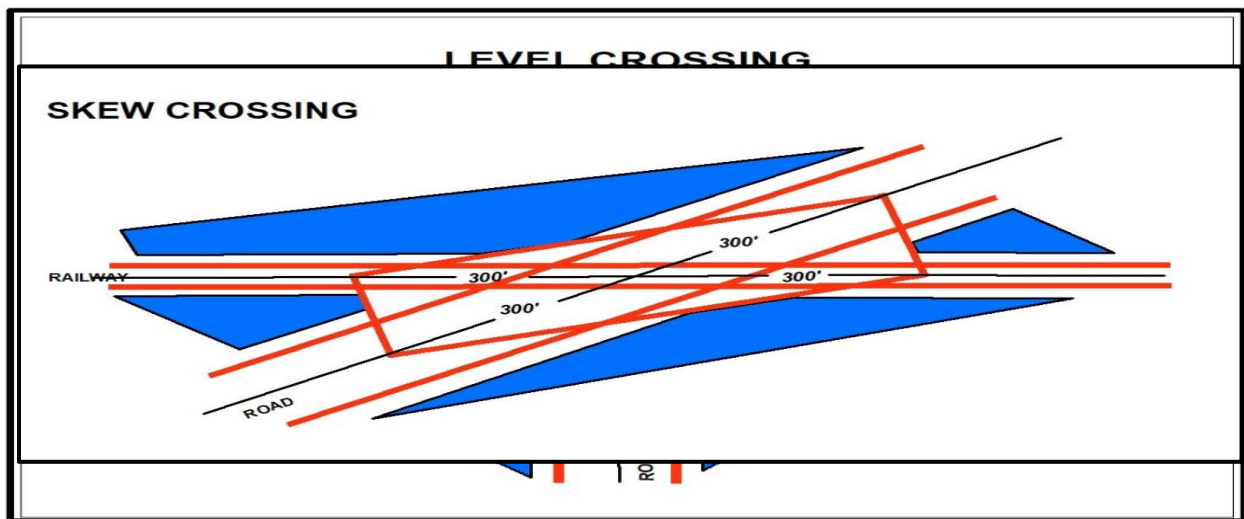 LEVEL CROSSING
SKEW CROSSING
300'
RAILWAY
300'
300'
300'
ROAD